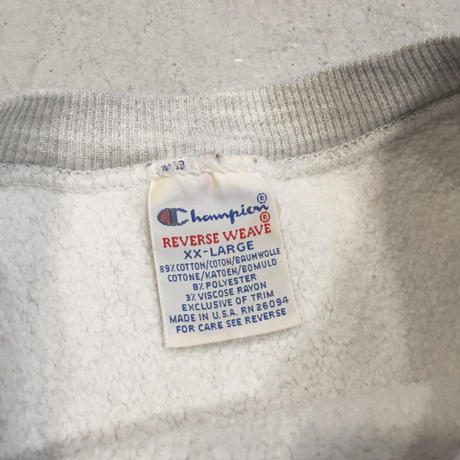 Champion®
REVERSE WEAVE®
XX-LARGE
89% COTTON/COTON/BAUMWOLLE
COTONE/KATOEN/BOMULD
8% POLYESTER
3% VISCOSE RAYON
EXCLUSIVE OF TRIM
MADE IN U.S.A. RN 26094
FOR CARE SEE REVERSE